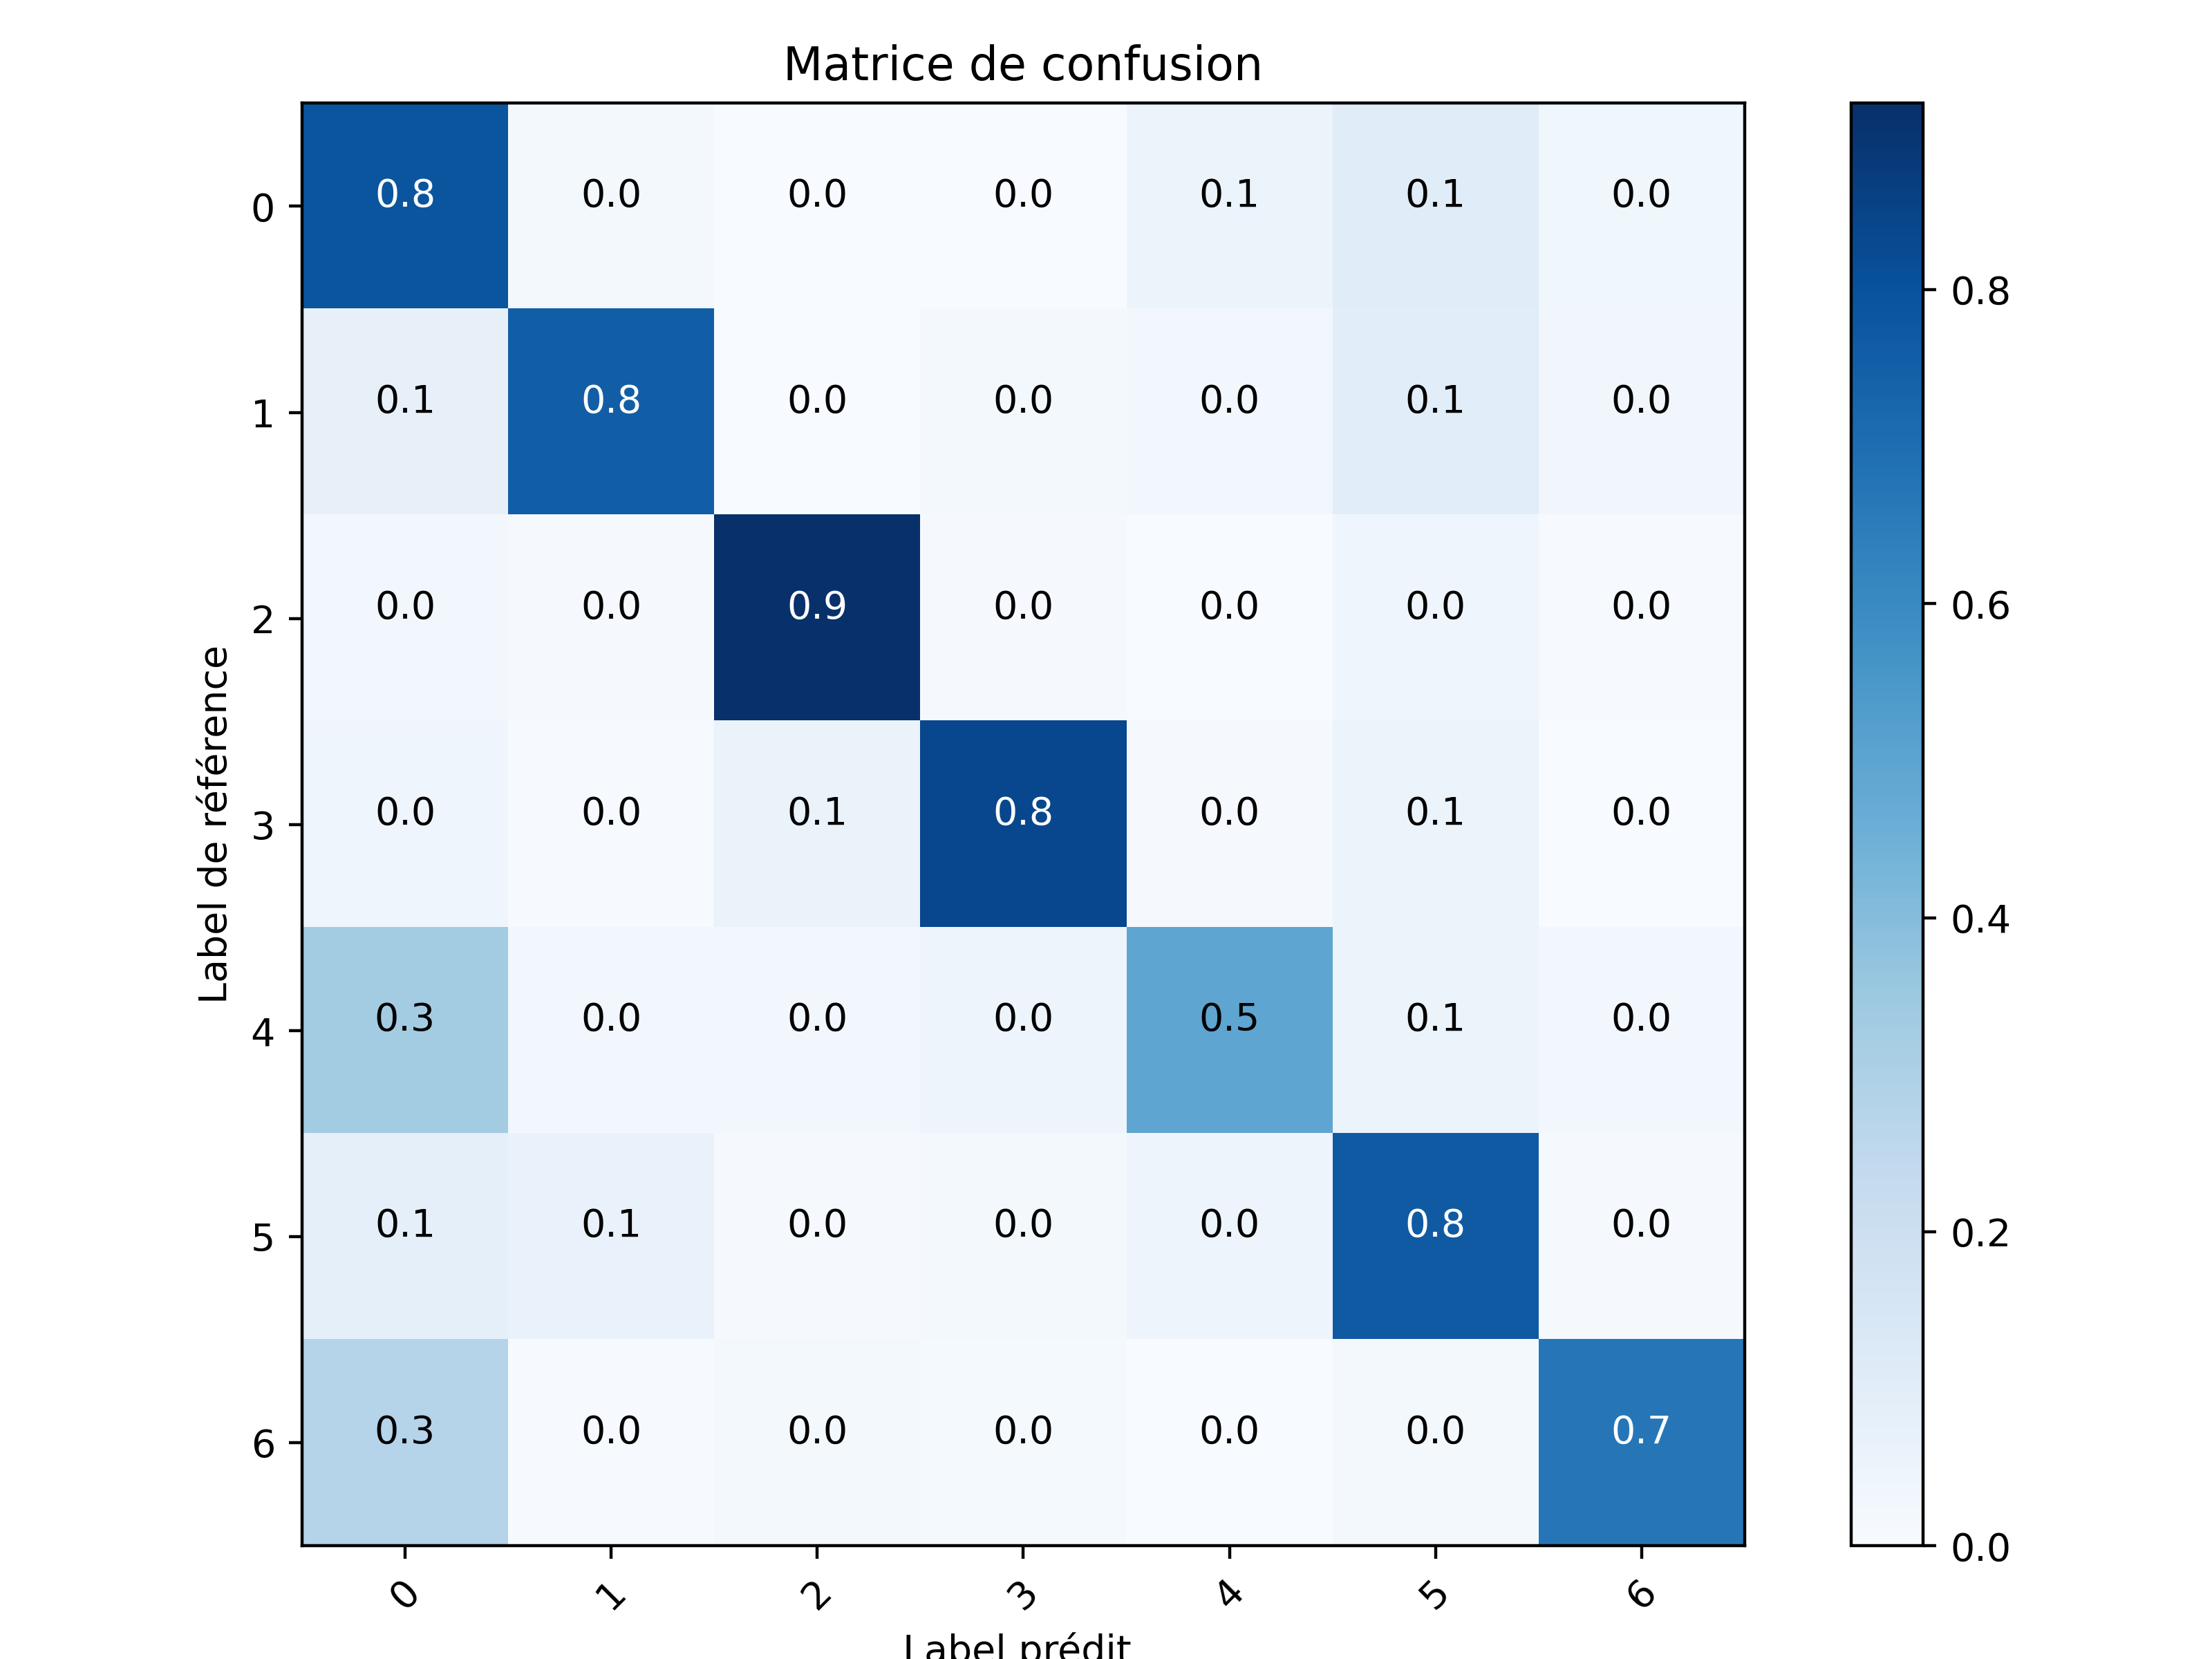 Matrice de confusion
0 0.8 0.0 0.0 0.0 0.1 0.1 0.0
1 0.1 0.8 0.0 0.0 0.0 0.1 0.0
2 0.0 0.0 0.9 0.0 0.0 0.0 0.0
3 0.0 0.0 0.1 0.8 0.0 0.1 0.0
4 0.3 0.0 0.0 0.0 0.5 0.1 0.0
5 0.1 0.1 0.0 0.0 0.0 0.8 0.0
6 0.3 0.0 0.0 0.0 0.0 0.0 0.7
0 1 2 3 4 5 6
Label de référence
Label prédit
0.8
0.6
0.4
0.2
0.0